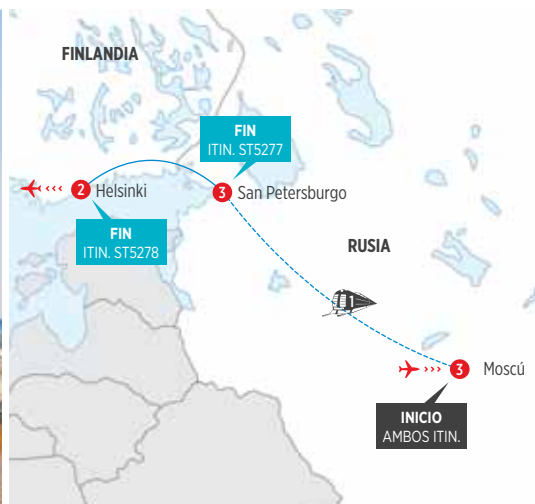 FINLANDIA
FIN
ITIN. ST5277
2 Helsinki
3 San Petersburgo
FIN
ITIN. ST5278
RUSIA
1
3 Moscú
INICIO
AMBOS ITIN.